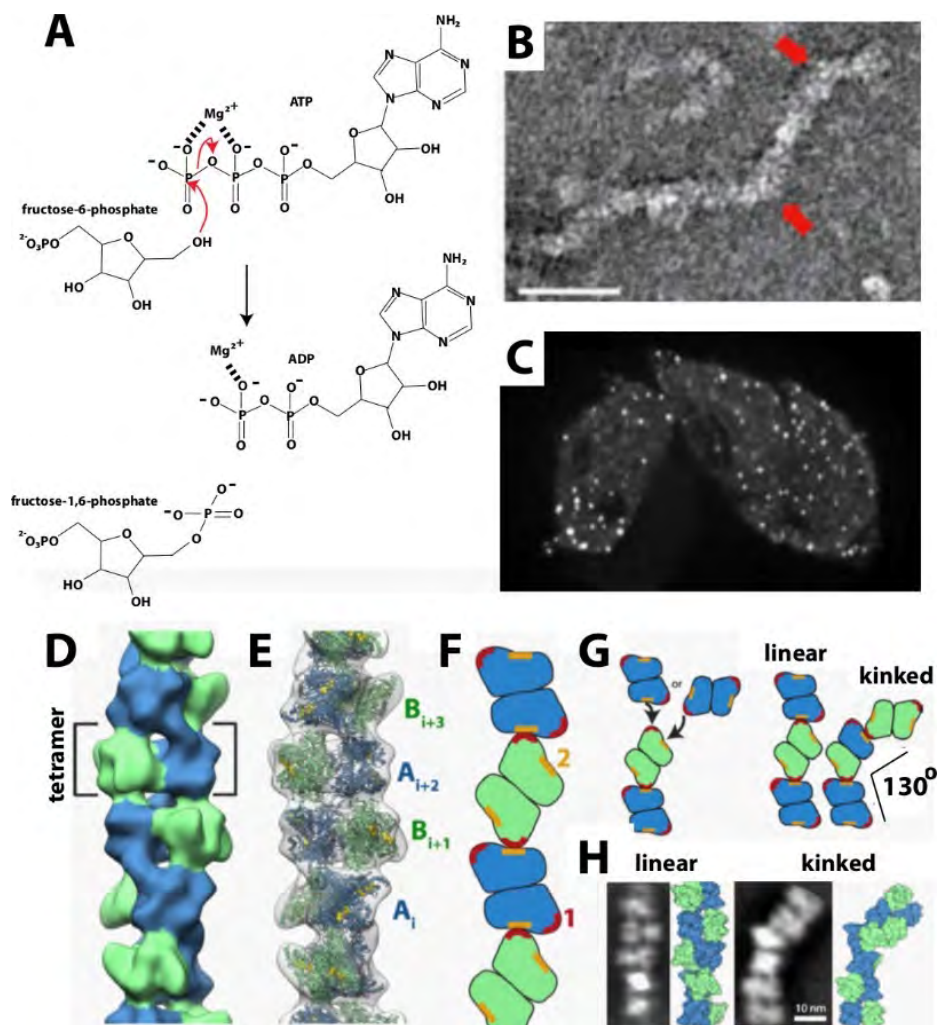 A
NH₂
N
N
N
N
ATP
Mg²⁺
⁻O
O⁻
O
O⁻
O
O⁻
O
O
⁻O
P
P
P
O
O
O
OH
OH
fructose-6-phosphate
²⁻O₃PO
O
OH
HO
OH
NH₂
N
N
N
N
Mg²⁺
ADP
O⁻
O⁻
⁻O
P
O
P
O
O
O
O
OH
OH
fructose-1,6-phosphate
O⁻
⁻O
P
O
²⁻O₃PO
O
O
HO
OH
B
C
D
tetramer
E
Bᵢ₊₃
Aᵢ₊₂
Bᵢ₊₁
Aᵢ
F
2
1
G
or
linear
kinked
130°
H
linear
kinked
10 nm